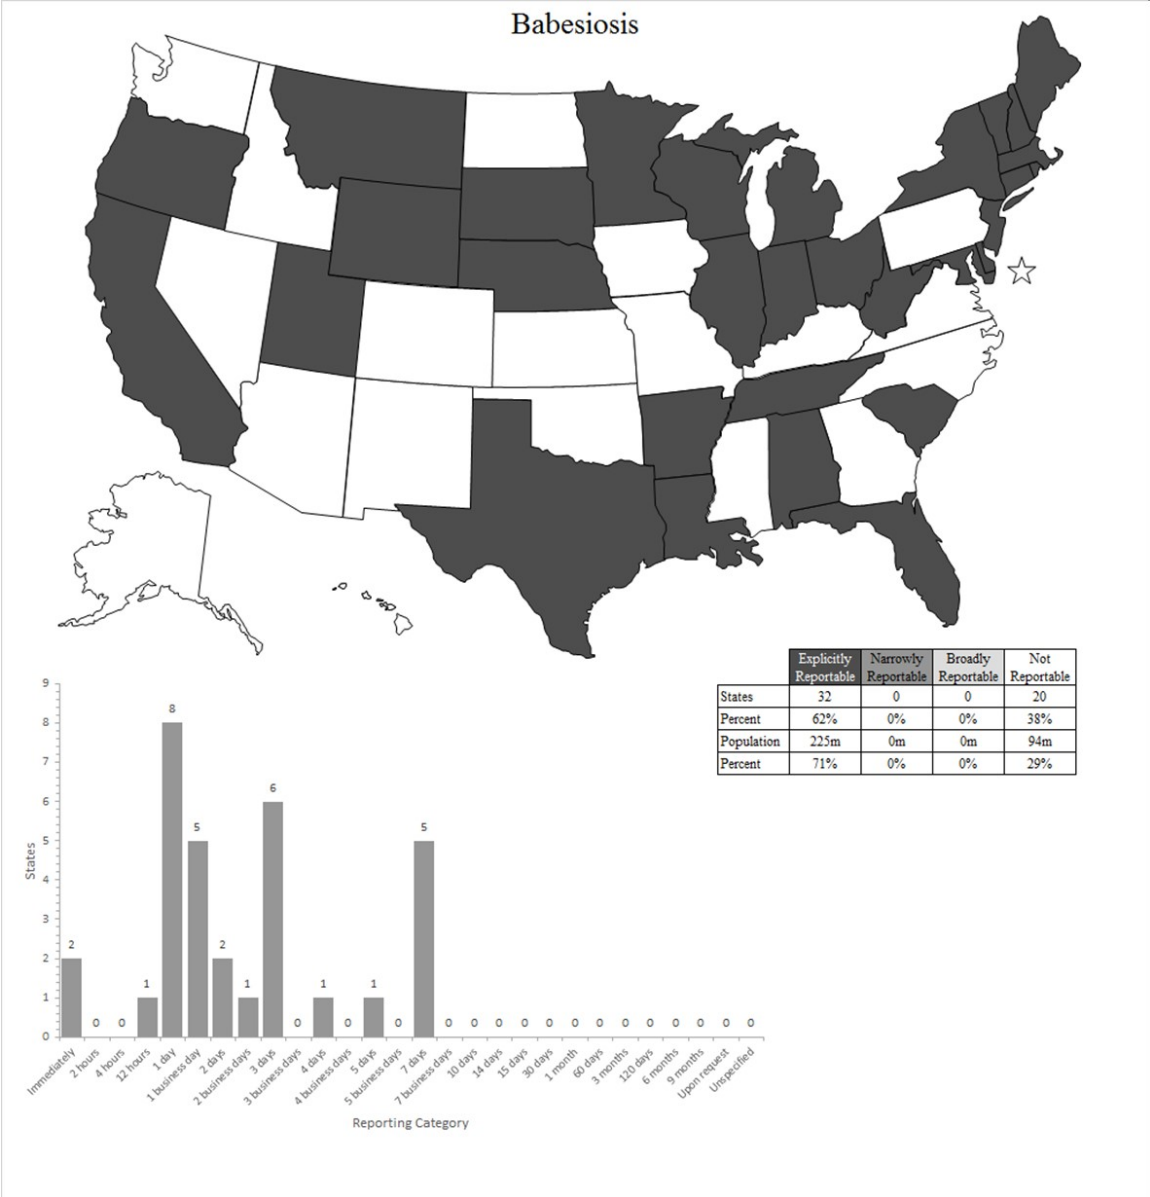 Babesiosis
Explicitly Reportable Narrowly Reportable Broadly Reportable Not Reportable
States 32 0 0 20
Percent 62% 0% 0% 38%
Population 225m 0m 0m 94m
Percent 71% 0% 0% 29%
9
8
7
6
5
4
3
2
1
0
States
2 0 0 1 8 5 2 1 6 0 1 0 1 0 5 0 0 0 0 0 0 0 0 0 0 0 0 0
Immediately
2 hours
4 hours
12 hours
1 day
1 business day
2 days
2 business days
3 days
3 business days
4 days
4 business days
5 days
5 business days
7 days
7 business days
10 days
14 days
15 days
30 days
1 month
60 days
3 months
120 days
6 months
9 months
Upon request
Unspecified
Reporting Category